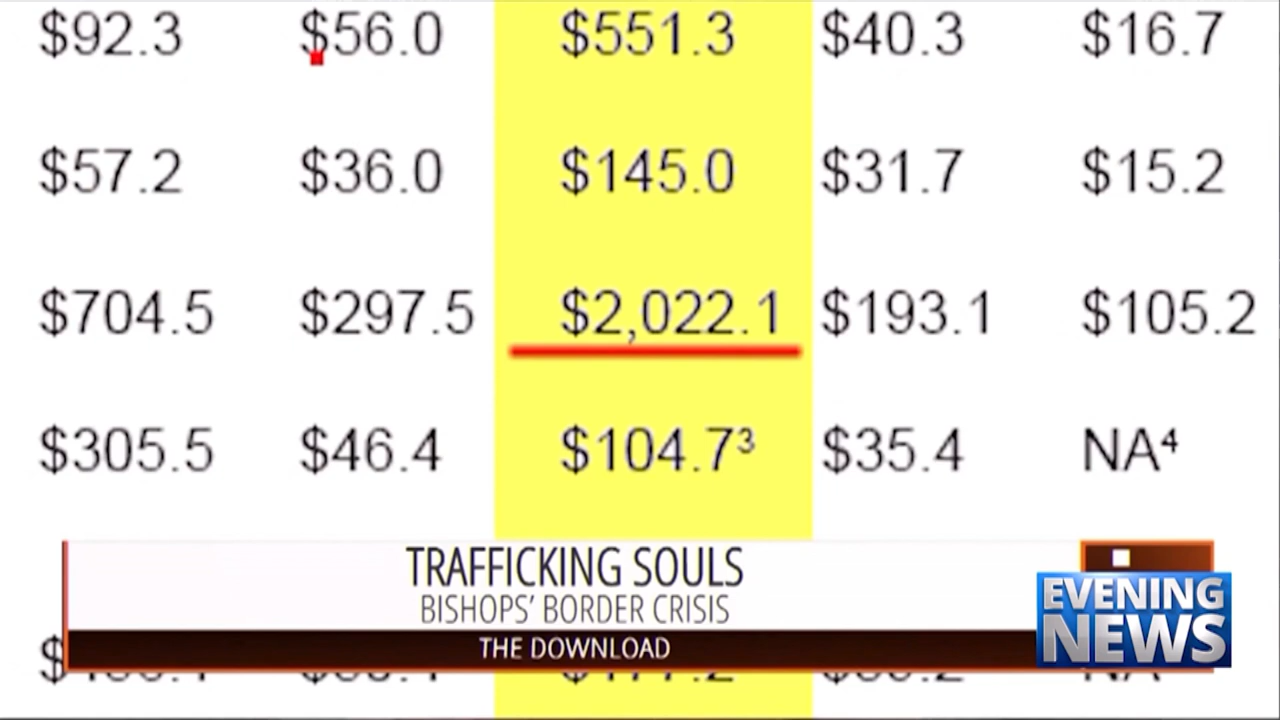 $92.3 $56.0 $551.3 $40.3 $16.7
$57.2 $36.0 $145.0 $31.7 $15.2
$704.5 $297.5 $2,022.1 $193.1 $105.2
$305.5 $46.4 $104.7³ $35.4 NA⁴
TRAFFICKING SOULS
BISHOPS' BORDER CRISIS
THE DOWNLOAD
EVENING
NEWS